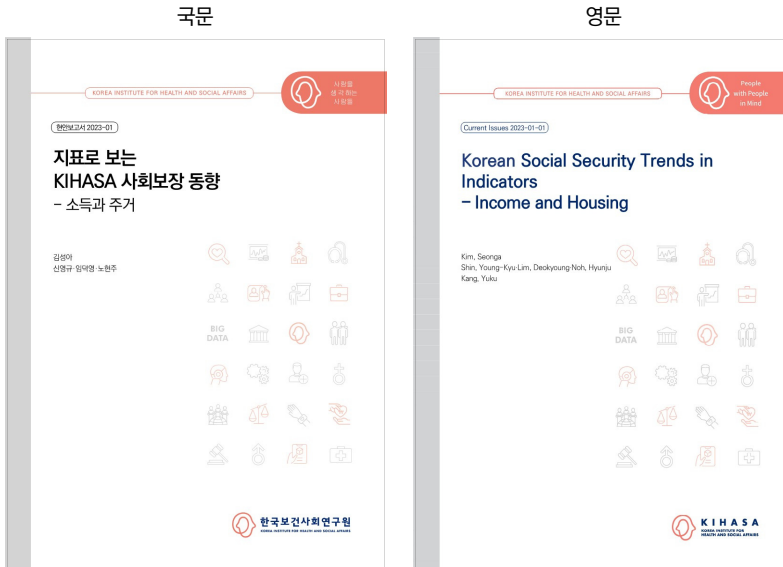 국문
영문
KOREA INSTITUTE FOR HEALTH AND SOCIAL AFFAIRS
사람을
생각하는
사람들
현안보고서 2023-01
지표로 보는
KIHASA 사회보장 동향
- 소득과 주거
김성아
신영규·임덕영·노현주
BIG
DATA
한국보건사회연구원
KOREA INSTITUTE FOR HEALTH AND SOCIAL AFFAIRS
KOREA INSTITUTE FOR HEALTH AND SOCIAL AFFAIRS
People
with People
in Mind
Current Issues 2023-01-01
Korean Social Security Trends in
Indicators
- Income and Housing
Kim, Seonga
Shin, Young-Kyu·Lim, Deokyoung·Noh, Hyunju
Kang, Yuku
BIG
DATA
KIHASA
KOREA INSTITUTE FOR
HEALTH AND SOCIAL AFFAIRS